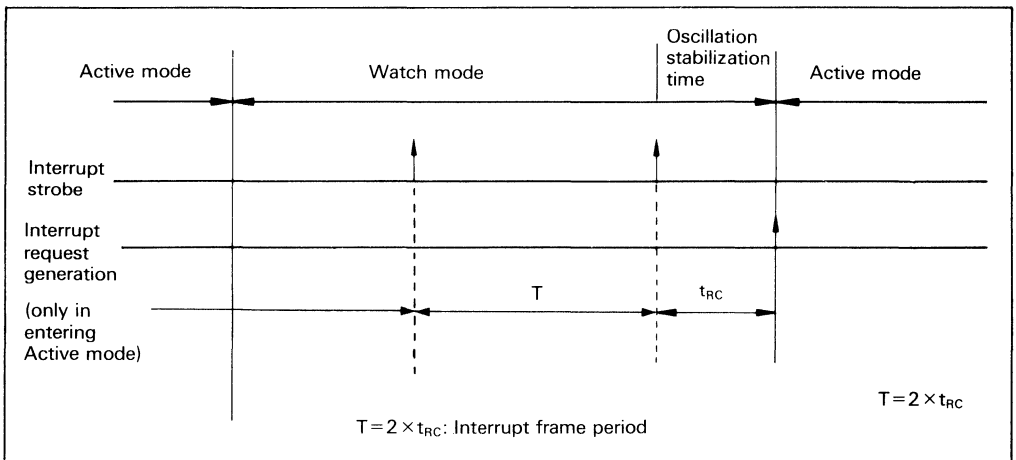 Active mode
Watch mode
Oscillation
stabilization
time
Active mode
Interrupt
strobe
Interrupt
request
generation
(only in
entering
Active mode)
T
tRC
T=2×tRC
T=2×tRC: Interrupt frame period